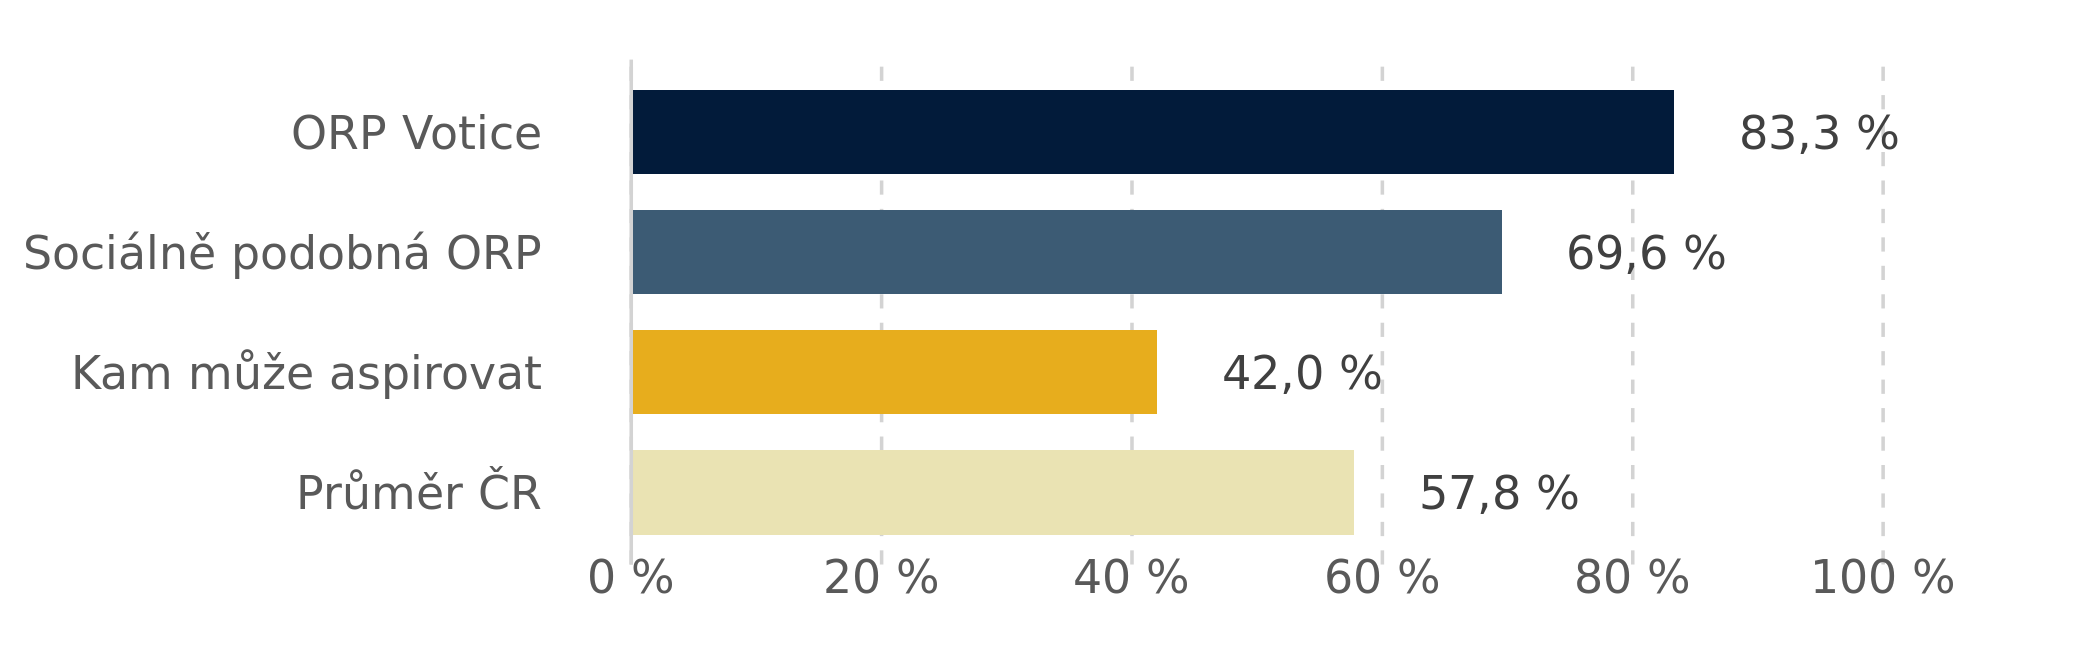 ORP Votice
83,3 %
Sociálně podobná ORP
69,6 %
Kam může aspirovat
42,0 %
Průměr ČR
57,8 %
0 % 20 % 40 % 60 % 80 % 100 %